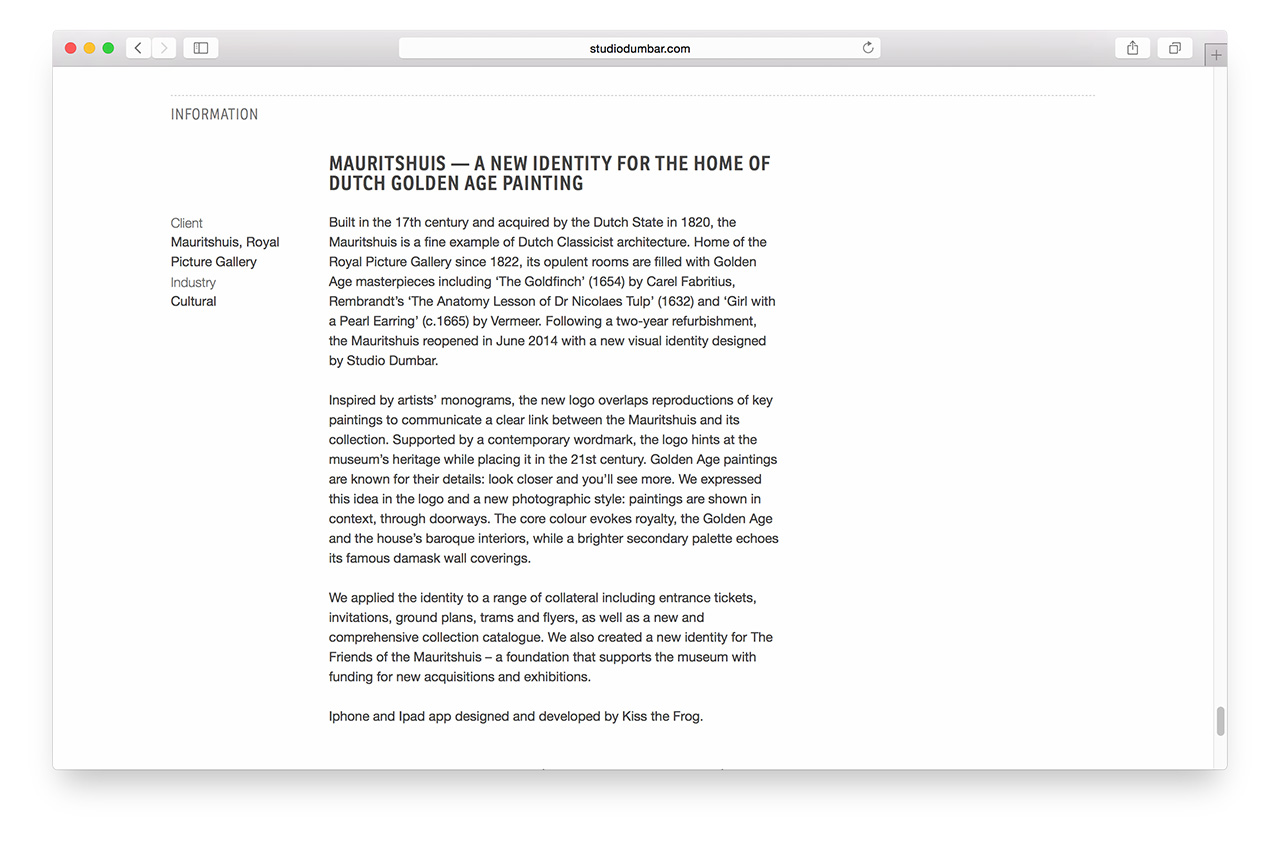 studiodumbar.com
INFORMATION
MAURITSHUIS — A NEW IDENTITY FOR THE HOME OF
DUTCH GOLDEN AGE PAINTING
Client
Mauritshuis, Royal
Picture Gallery
Industry
Cultural
Built in the 17th century and acquired by the Dutch State in 1820, the
Mauritshuis is a fine example of Dutch Classicist architecture. Home of the
Royal Picture Gallery since 1822, its opulent rooms are filled with Golden
Age masterpieces including ‘The Goldfinch’ (1654) by Carel Fabritius,
Rembrandt’s ‘The Anatomy Lesson of Dr Nicolaes Tulp’ (1632) and ‘Girl with
a Pearl Earring’ (c.1665) by Vermeer. Following a two-year refurbishment,
the Mauritshuis reopened in June 2014 with a new visual identity designed
by Studio Dumbar.
Inspired by artists’ monograms, the new logo overlaps reproductions of key
paintings to communicate a clear link between the Mauritshuis and its
collection. Supported by a contemporary wordmark, the logo hints at the
museum’s heritage while placing it in the 21st century. Golden Age paintings
are known for their details: look closer and you’ll see more. We expressed
this idea in the logo and a new photographic style: paintings are shown in
context, through doorways. The core colour evokes royalty, the Golden Age
and the house’s baroque interiors, while a brighter secondary palette echoes
its famous damask wall coverings.
We applied the identity to a range of collateral including entrance tickets,
invitations, ground plans, trams and flyers, as well as a new and
comprehensive collection catalogue. We also created a new identity for The
Friends of the Mauritshuis – a foundation that supports the museum with
funding for new acquisitions and exhibitions.
Iphone and Ipad app designed and developed by Kiss the Frog.